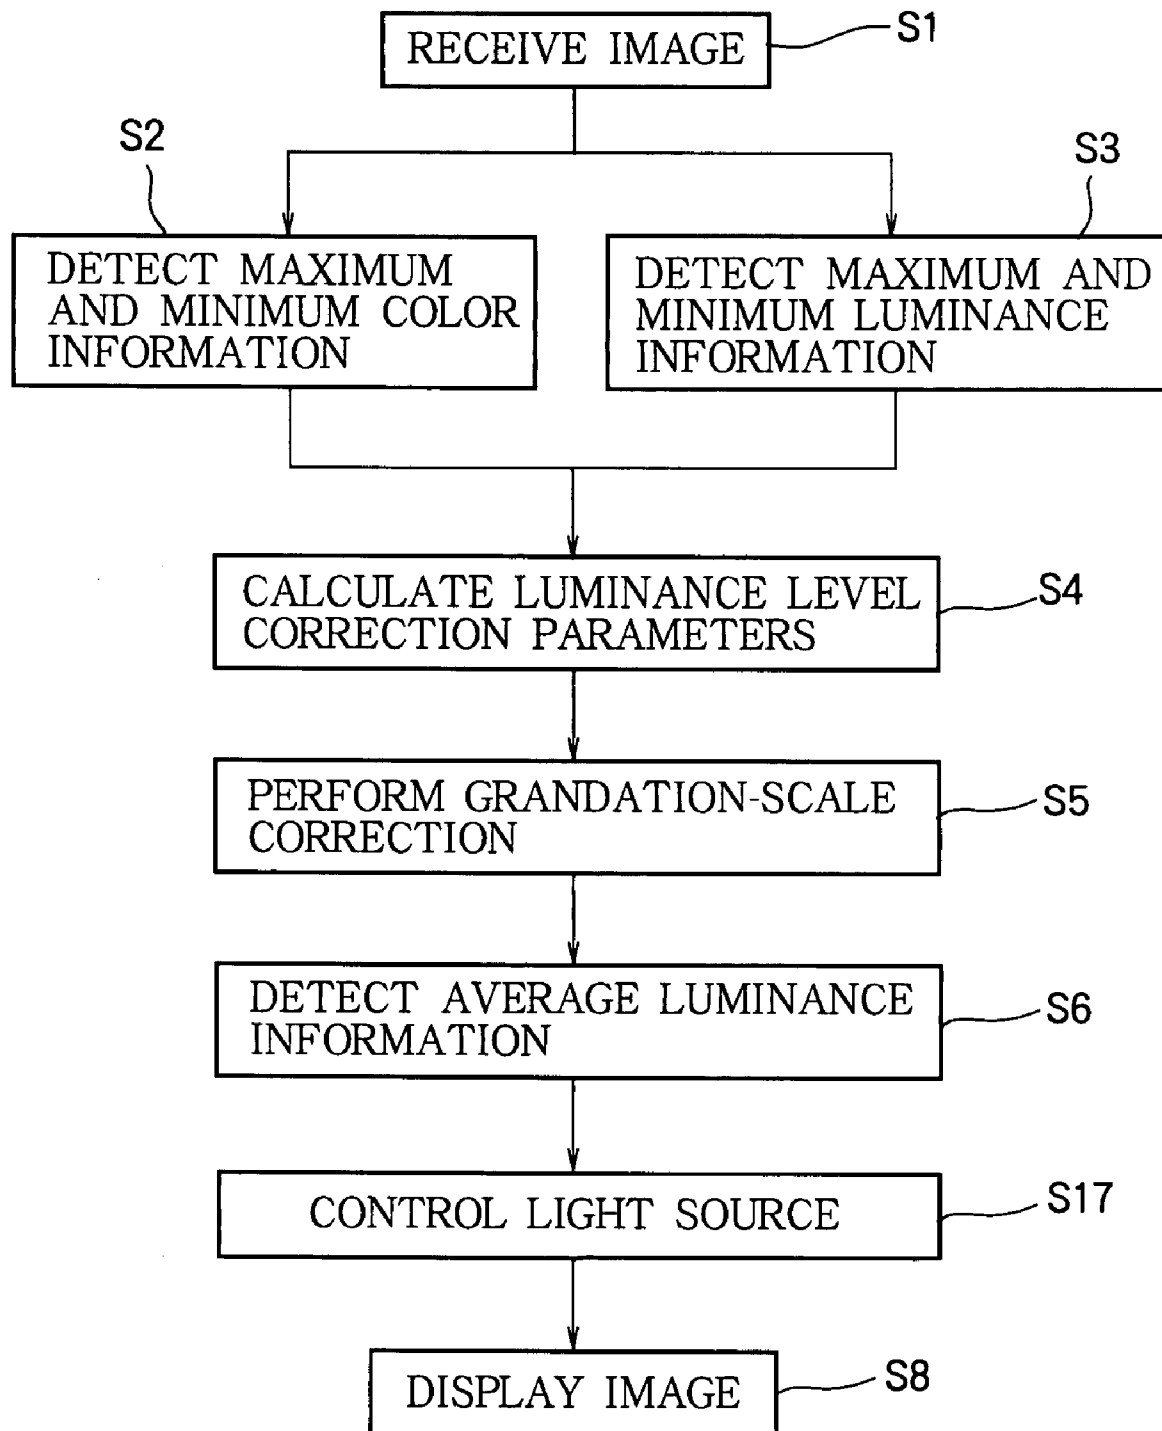 RECEIVE IMAGE
S1
S2
S3
DETECT MAXIMUM
AND MINIMUM COLOR
INFORMATION
DETECT MAXIMUM AND
MINIMUM LUMINANCE
INFORMATION
CALCULATE LUMINANCE LEVEL
CORRECTION PARAMETERS
S4
PERFORM GRANDATION-SCALE
CORRECTION
S5
DETECT AVERAGE LUMINANCE
INFORMATION
S6
CONTROL LIGHT SOURCE
S17
DISPLAY IMAGE
S8